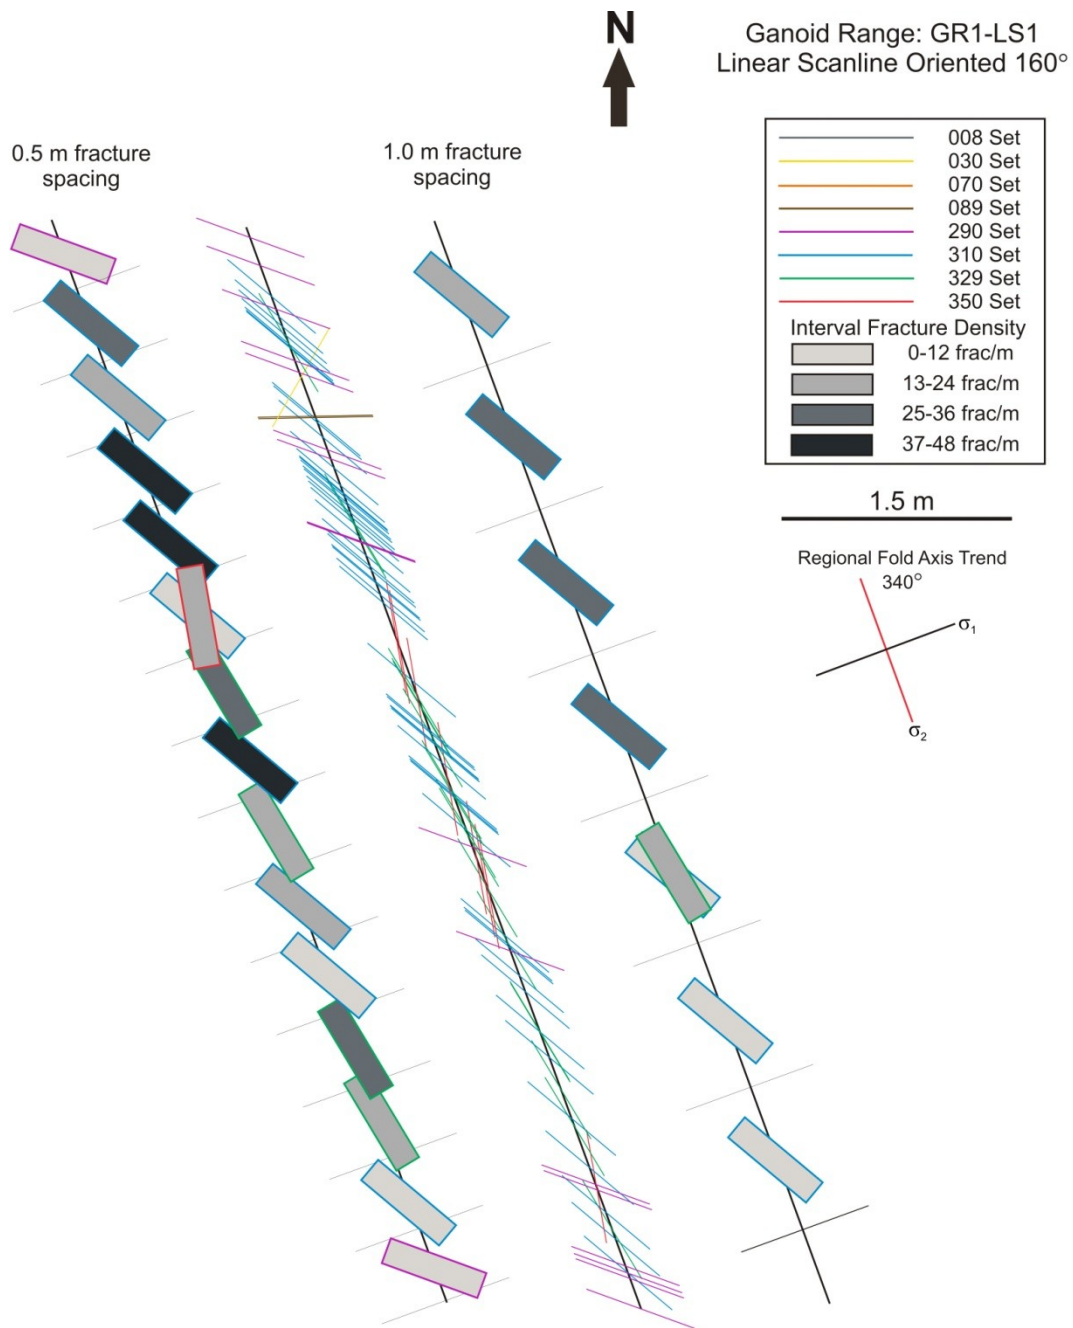 N
Ganoid Range: GR1-LS1
Linear Scanline Oriented 160°
0.5 m fracture
spacing
1.0 m fracture
spacing
008 Set
030 Set
070 Set
089 Set
290 Set
310 Set
329 Set
350 Set
Interval Fracture Density
0-12 frac/m
13-24 frac/m
25-36 frac/m
37-48 frac/m
1.5 m
Regional Fold Axis Trend
340°
σ₁
σ₂